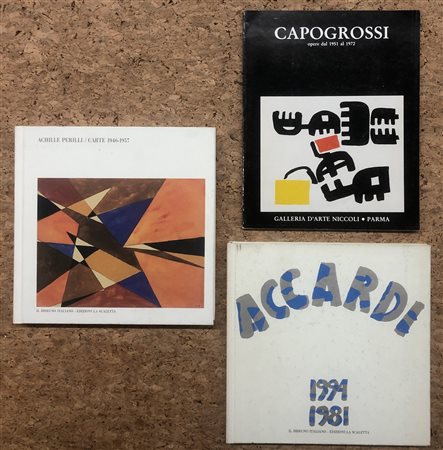 ACHILLE PERILLI / CARTE 1946-1957
IL DISEGNO ITALIANO - EDIZIONI LA SCALETTA
CAPOGROSSI
opere dal 1951 al 1972
GALLERIA D'ARTE NICCOLI • PARMA
ACCARDI
1994
1981
IL DISEGNO ITALIANO - EDIZIONI LA SCALETTA